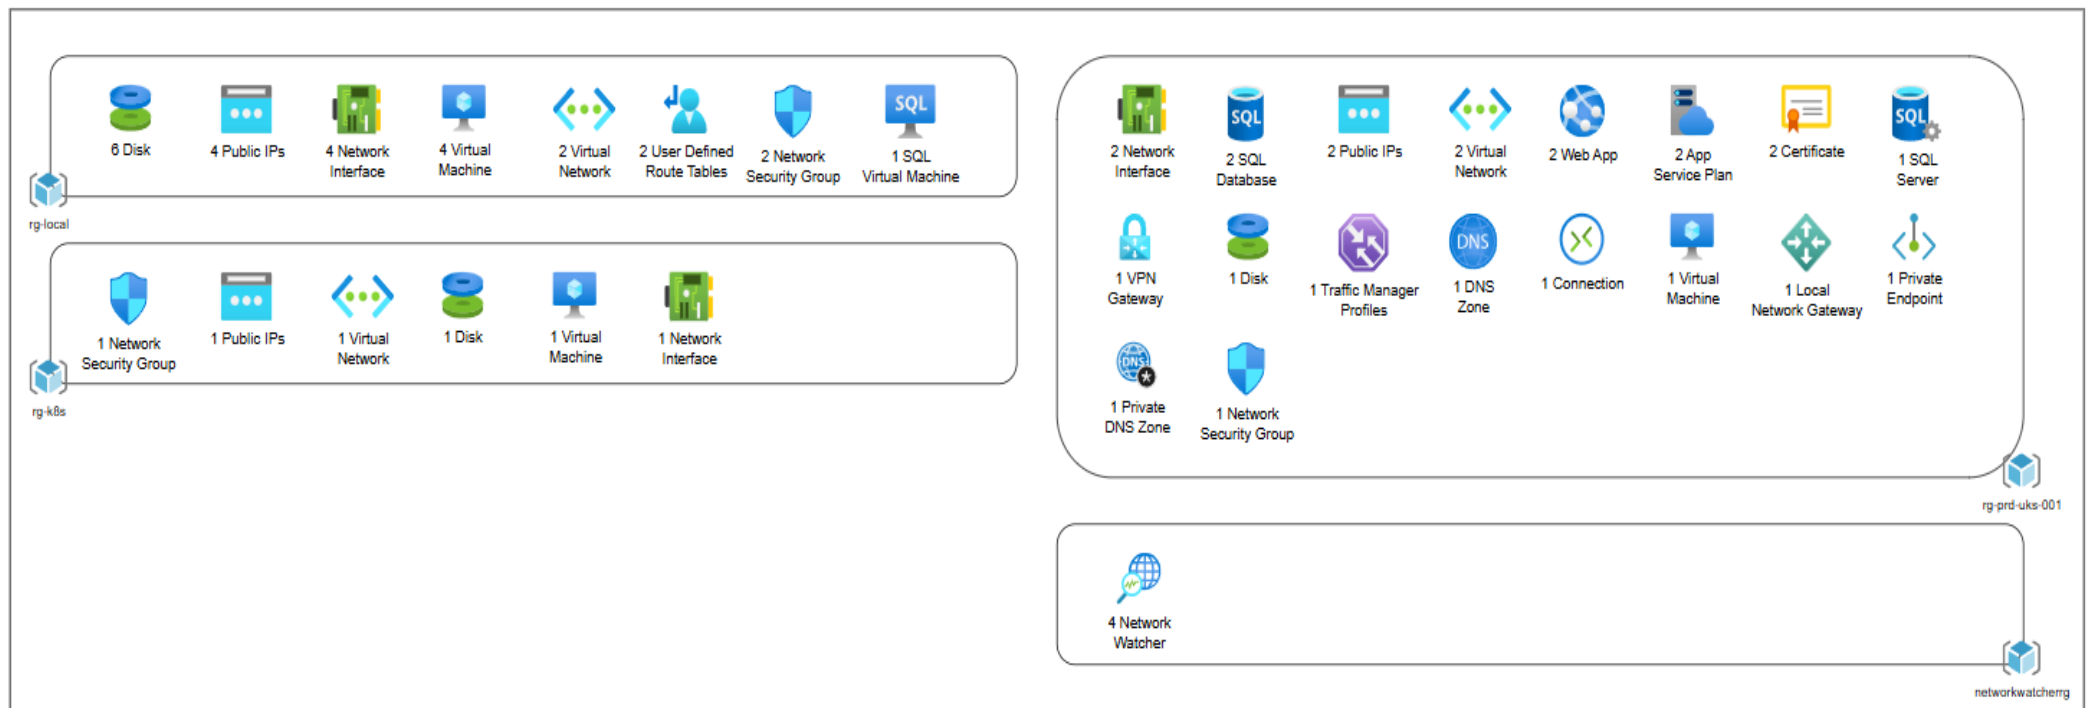 6 Disk
4 Public IPs
4 Network
Interface
4 Virtual
Machine
2 Virtual
Network
2 User Defined
Route Tables
2 Network
Security Group
SQL
1 SQL
Virtual Machine
rg-local
1 Network
Security Group
1 Public IPs
1 Virtual
Network
1 Disk
1 Virtual
Machine
1 Network
Interface
rg-k8s
2 Network
Interface
SQL
2 SQL
Database
2 Public IPs
2 Virtual
Network
2 Web App
2 App
Service Plan
2 Certificate
SQL
1 SQL
Server
1 VPN
Gateway
1 Disk
1 Traffic Manager
Profiles
DNS
1 DNS
Zone
1 Connection
1 Virtual
Machine
1 Local
Network Gateway
1 Private
Endpoint
DNS
1 Private
DNS Zone
1 Network
Security Group
rg-prd-uks-001
4 Network
Watcher
networkwatcherrg